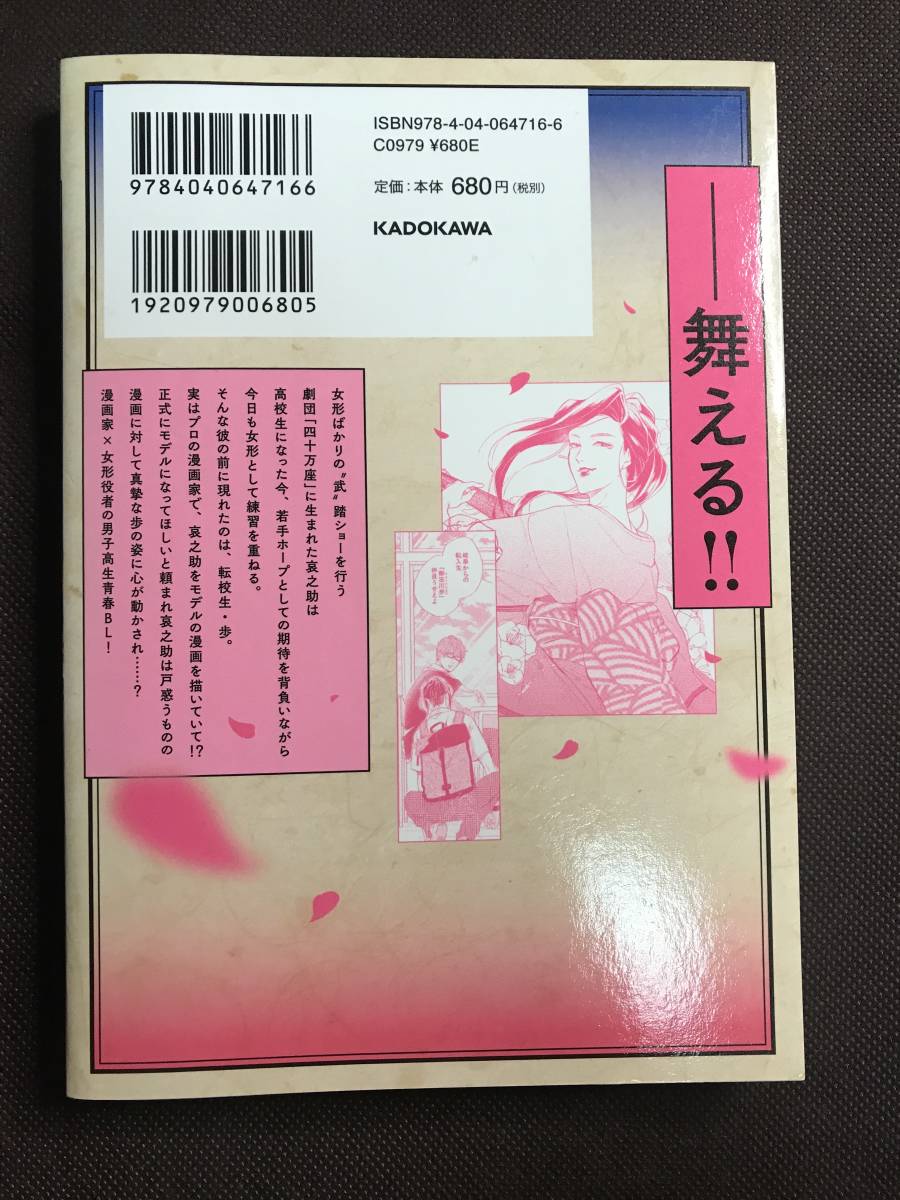 9784040647166
ISBN978-4-04-064716-6
C0979 ¥680E
定価：本体 680円（税別）
KADOKAWA
1920979006805
──舞える!!
女形ばかりの〝武〟踏ショーを行う
劇団「四十万座」に生まれた哀之助は
高校生になった今、若手ホープとしての期待を背負いながら
今日も女形として練習を重ねる。
そんな彼の前に現れたのは、転校生・歩。
実はプロの漫画家で、哀之助をモデルの漫画を描いていて!?
正式にモデルになってほしいと頼まれ哀之助は戸惑うものの
漫画に対して真摯な歩の姿に心が動かされ……?
漫画家×女形役者の男子高生青春BL！
岐阜からの
転入生